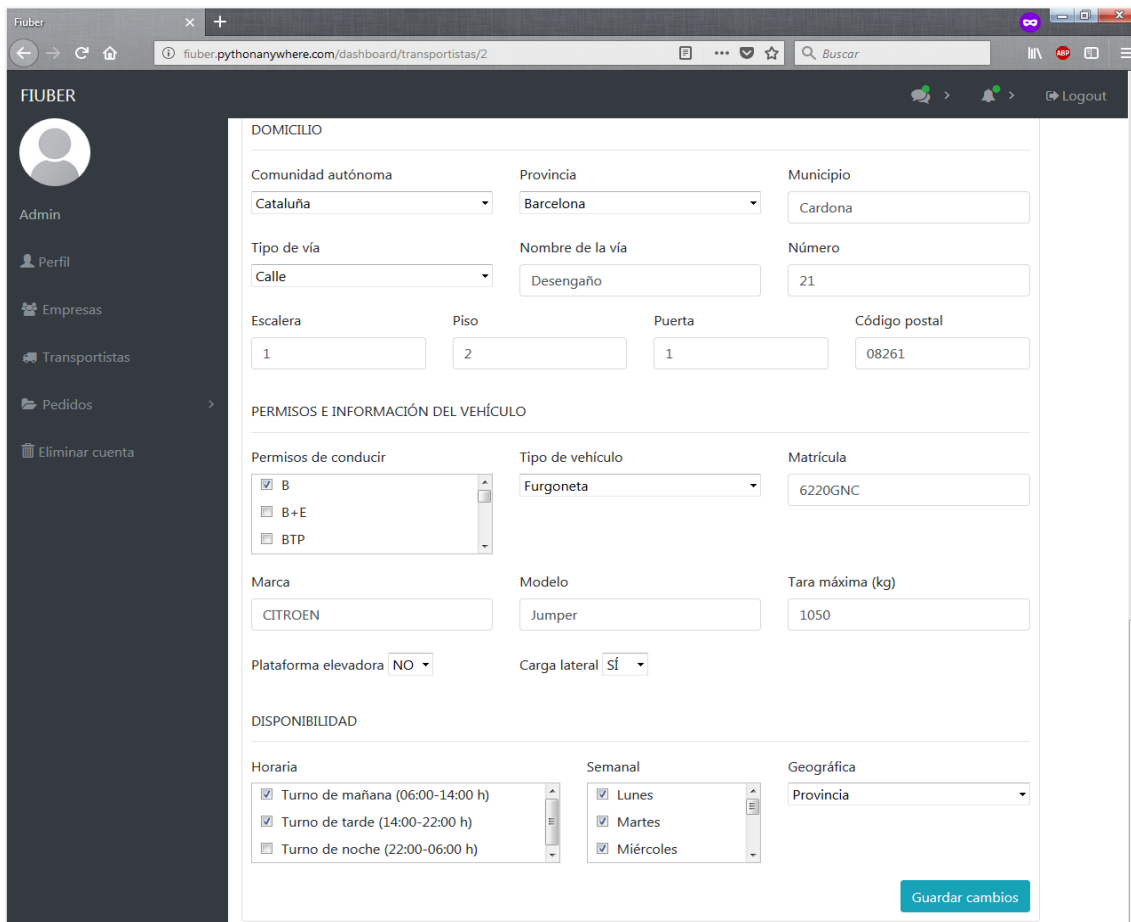 Fiuber
fiuber.pythonanywhere.com/dashboard/transportistas/2
Buscar
ABP
FIUBER
Logout
Admin
Perfil
Empresas
Transportistas
Pedidos
Eliminar cuenta
DOMICILIO
Comunidad autónoma Provincia Municipio
Cataluña Barcelona Cardona
Tipo de vía Nombre de la vía Número
Calle Desengaño 21
Escalera Piso Puerta Código postal
1 2 1 08261
PERMISOS E INFORMACIÓN DEL VEHÍCULO
Permisos de conducir Tipo de vehículo Matrícula
B Furgoneta 6220GNC
B+E
BTP
Marca Modelo Tara máxima (kg)
CITROEN Jumper 1050
Plataforma elevadora NO Carga lateral SÍ
DISPONIBILIDAD
Horaria Semanal Geográfica
Turno de mañana (06:00-14:00 h) Lunes Provincia
Turno de tarde (14:00-22:00 h) Martes
Turno de noche (22:00-06:00 h) Miércoles
Guardar cambios